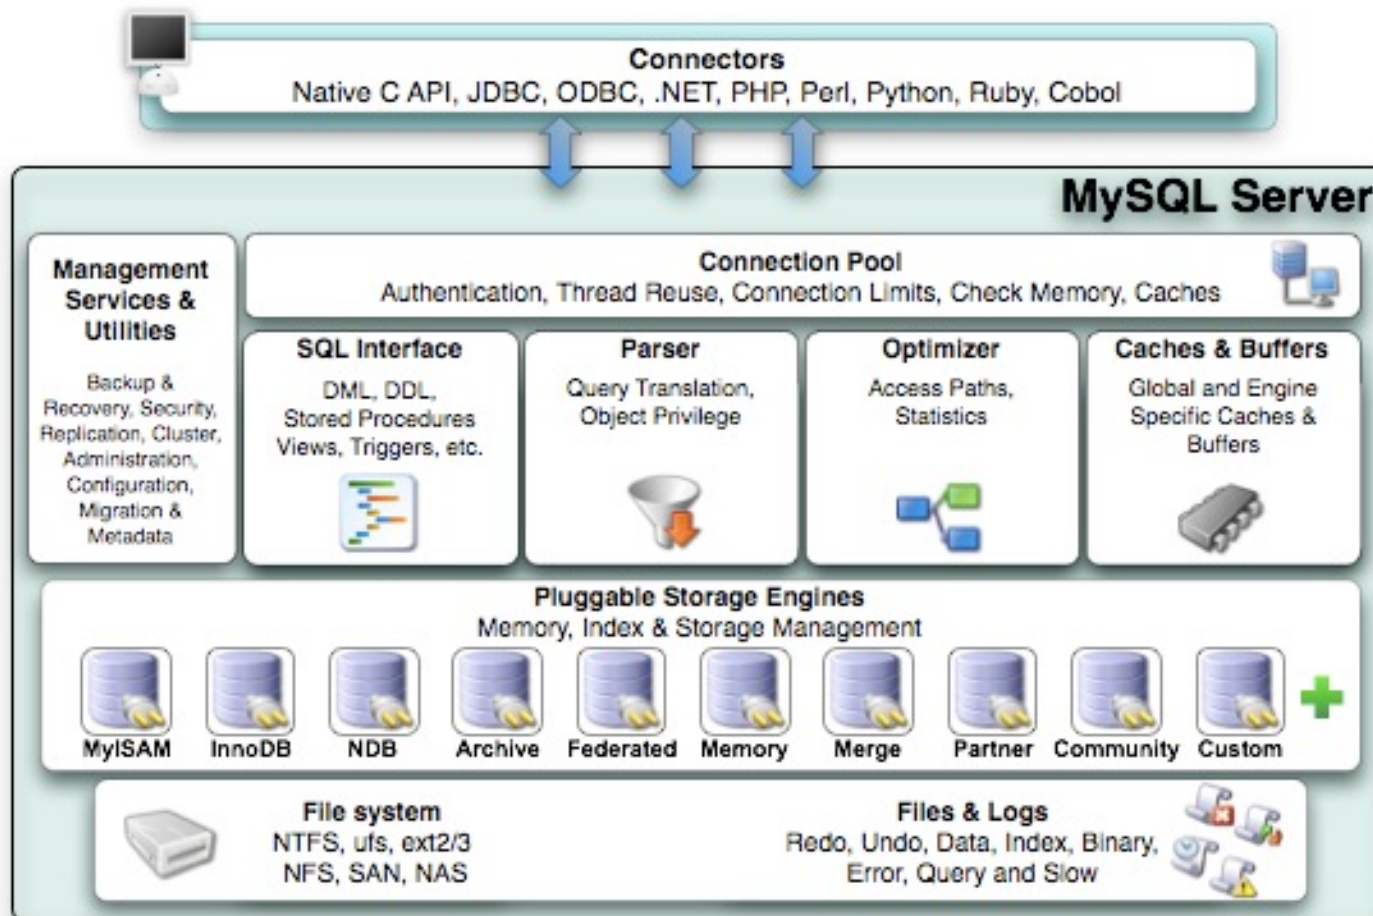 Connectors
Native C API, JDBC, ODBC, .NET, PHP, Perl, Python, Ruby, Cobol
MySQL Server
Management
Services &
Utilities
Backup &
Recovery, Security,
Replication, Cluster,
Administration,
Configuration,
Migration &
Metadata
Connection Pool
Authentication, Thread Reuse, Connection Limits, Check Memory, Caches
SQL Interface
DML, DDL,
Stored Procedures
Views, Triggers, etc.
Parser
Query Translation,
Object Privilege
Optimizer
Access Paths,
Statistics
Caches & Buffers
Global and Engine
Specific Caches &
Buffers
Pluggable Storage Engines
Memory, Index & Storage Management
MyISAM
InnoDB
NDB
Archive
Federated
Memory
Merge
Partner
Community
Custom
File system
NTFS, ufs, ext2/3
NFS, SAN, NAS
Files & Logs
Redo, Undo, Data, Index, Binary,
Error, Query and Slow